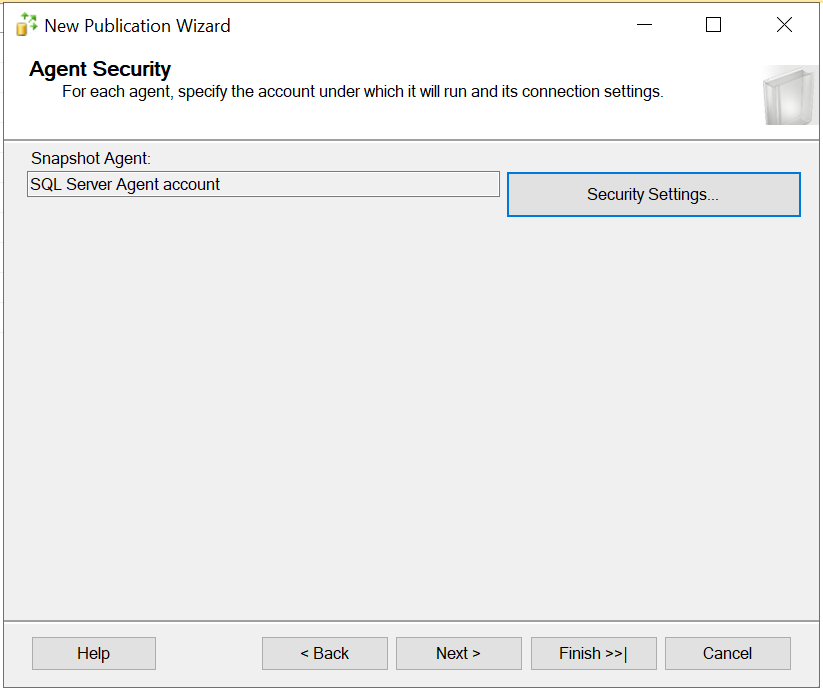 New Publication Wizard
Agent Security
For each agent, specify the account under which it will run and its connection settings.
Snapshot Agent:
SQL Server Agent account
Security Settings...
Help
< Back
Next >
Finish >>|
Cancel